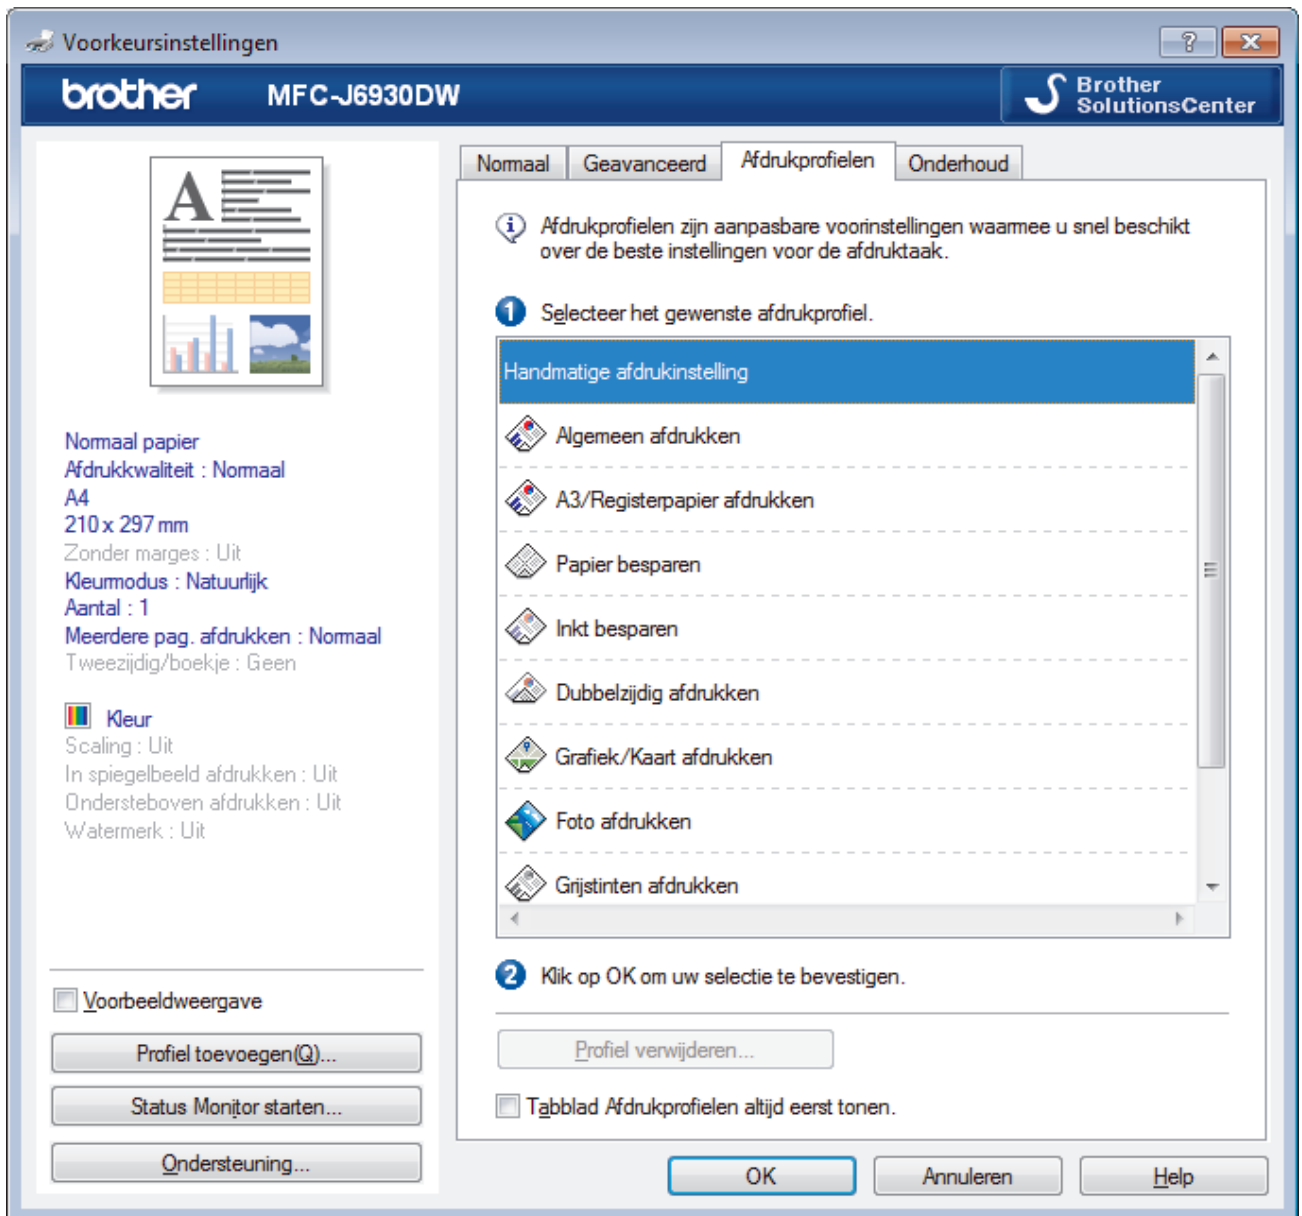 Voorkeursinstellingen
?
brother MFC-J6930DW
Brother
SolutionsCenter
A
Normaal papier
Afdrukkwaliteit : Normaal
A4
210 x 297 mm
Zonder marges : Uit
Kleurmodus : Natuurlijk
Aantal : 1
Meerdere pag. afdrukken : Normaal
Tweezijdig/boekje : Geen
Kleur
Scaling : Uit
In spiegelbeeld afdrukken : Uit
Ondersteboven afdrukken : Uit
Watermerk : Uit
Voorbeeldweergave
Profiel toevoegen(Q)...
Status Monitor starten...
Ondersteuning...
Normaal Geavanceerd Afdrukprofielen Onderhoud
Afdrukprofielen zijn aanpasbare voorinstellingen waarmee u snel beschikt
over de beste instellingen voor de afdruktaak.
1 Selecteer het gewenste afdrukprofiel.
Handmatige afdrukinstelling
Algemeen afdrukken
A3/Registerpapier afdrukken
Papier besparen
Inkt besparen
Dubbelzijdig afdrukken
Grafiek/Kaart afdrukken
Foto afdrukken
Grijstinten afdrukken
2 Klik op OK om uw selectie te bevestigen.
Profiel verwijderen...
Tabblad Afdrukprofielen altijd eerst tonen.
OK Annuleren Help